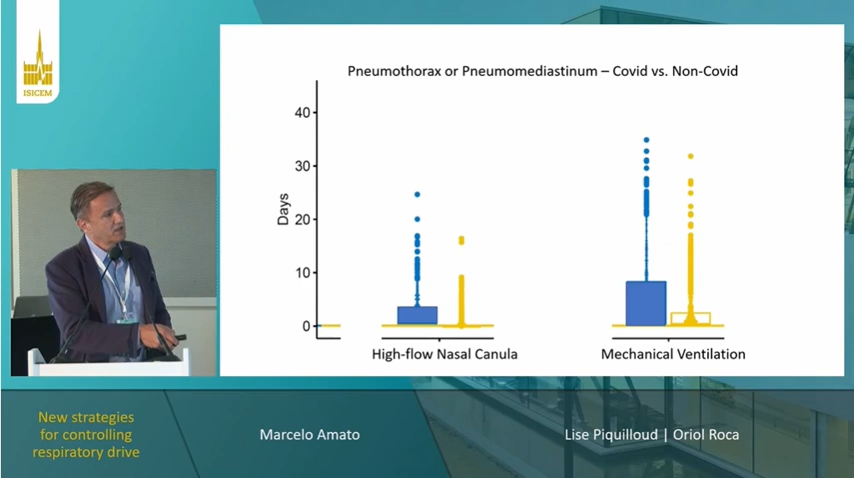 ISICEM
Pneumothorax or Pneumomediastinum – Covid vs. Non-Covid
40
30
20
10
0
Days
High-flow Nasal Canula
Mechanical Ventilation
New strategies
for controlling
respiratory drive
Marcelo Amato
Lise Piquilloud | Oriol Roca